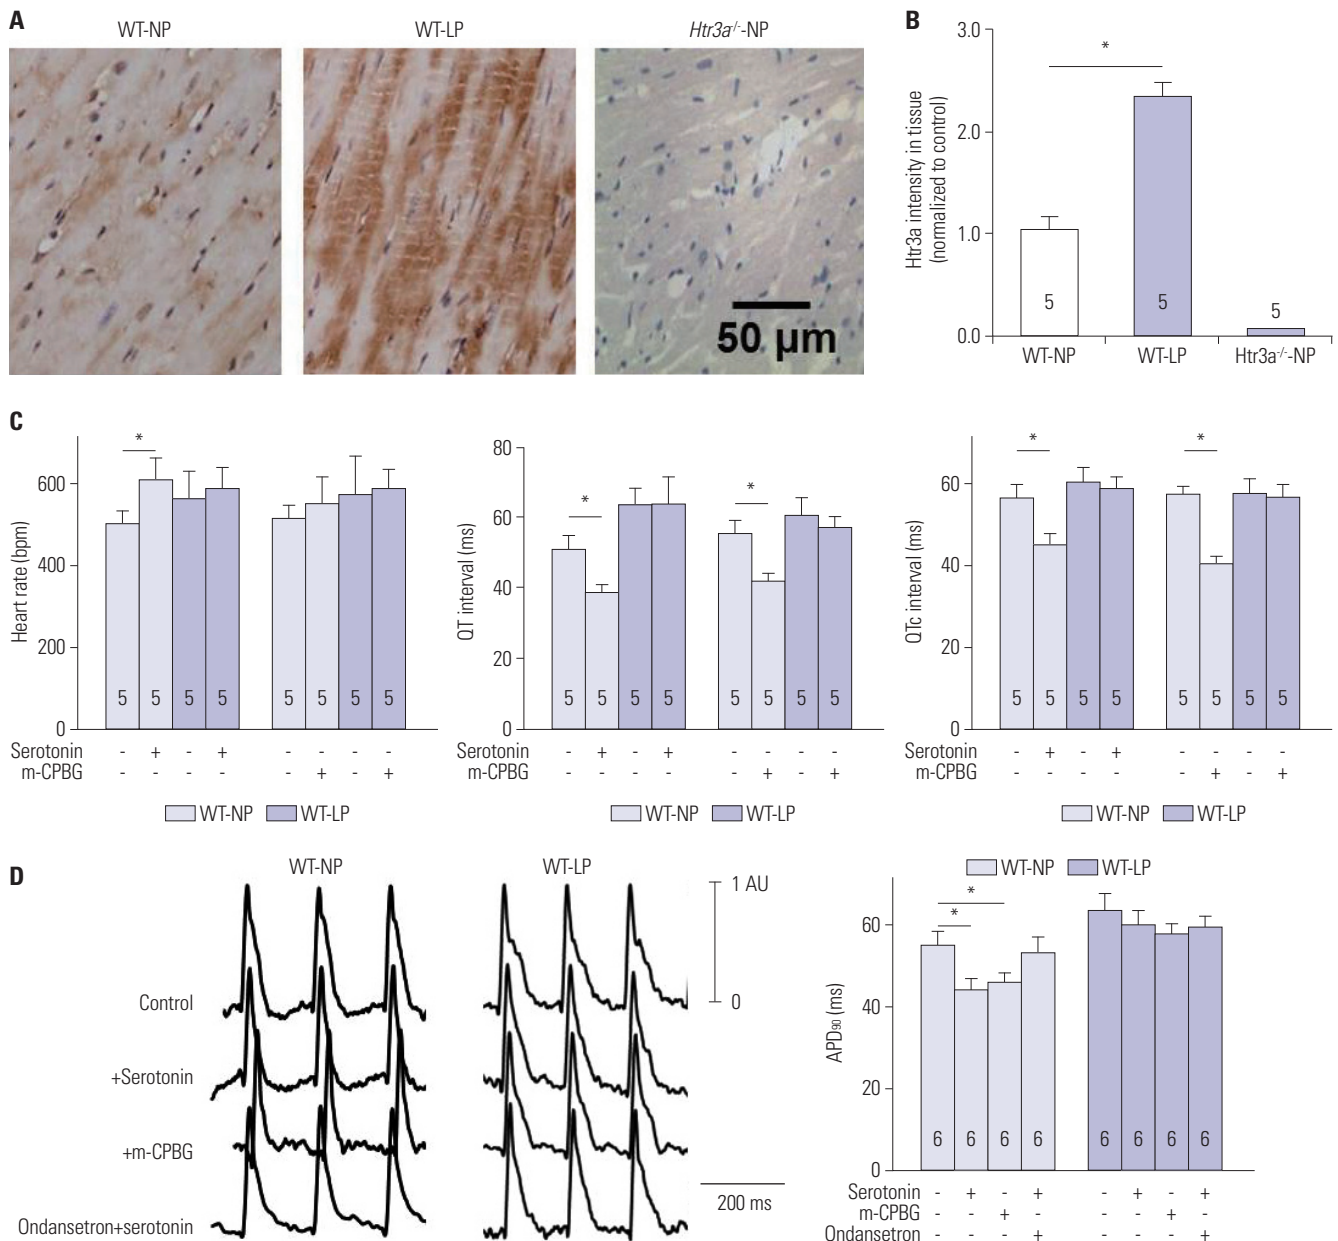 A
WT-NP
WT-LP
Htr3a-/--NP
50 µm
B
Htr3a intensity in tissue
(normalized to control)
3.0
2.0
1.0
0.0
*
5
5
5
WT-NP
WT-LP
Htr3a-/--NP
C
Heart rate (bpm)
600
400
200
0
*
5 5 5 5 5 5 5 5
Serotonin - + - + - - - -
m-CPBG - - - - - + - +
WT-NP WT-LP
QT interval (ms)
80
60
40
20
0
* *
5 5 5 5 5 5 5 5
- + - + - - - -
- - - - - + - +
WT-NP WT-LP
QTc interval (ms)
60
40
20
0
* *
5 5 5 5 5 5 5 5
Serotonin - + - + - - - -
m-CPBG - - - - - + - +
WT-NP WT-LP
D
WT-NP
WT-LP
1 AU
0
Control
+Serotonin
+m-CPBG
Ondansetron+serotonin
200 ms
WT-NP WT-LP
APD90 (ms)
60
40
20
0
*
*
6 6 6 6 6 6 6 6
Serotonin - + - + - + - +
m-CPBG - - + - - - + -
Ondansetron - - - + - - - +